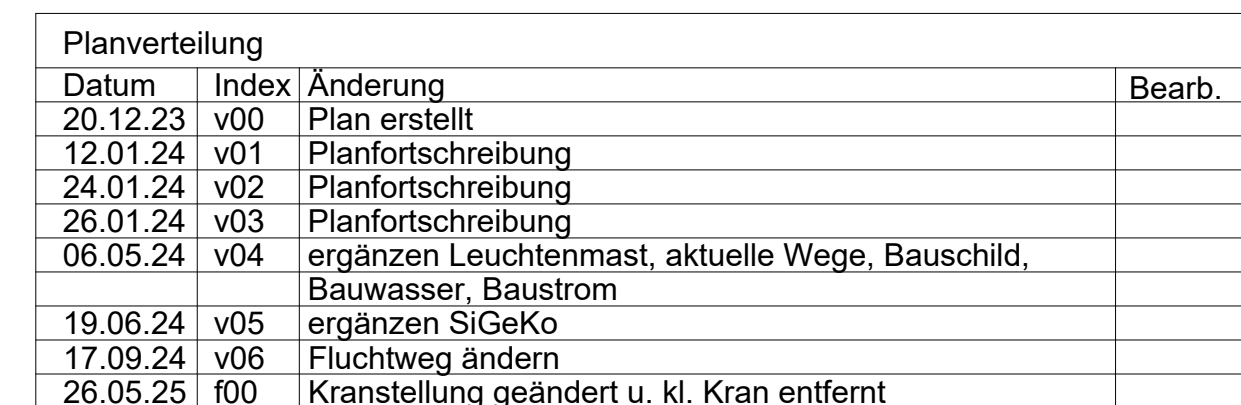 Planverteilung
Datum Index Änderung Bearb.
20.12.23 v00 Plan erstellt
12.01.24 v01 Planfortschreibung
24.01.24 v02 Planfortschreibung
26.01.24 v03 Planfortschreibung
06.05.24 v04 ergänzen Leuchtenmast, aktuelle Wege, Bauschild,
Bauwasser, Baustrom
19.06.24 v05 ergänzen SiGeKo
17.09.24 v06 Fluchtweg ändern
26.05.25 f00 Kranstellung geändert u. kl. Kran entfernt